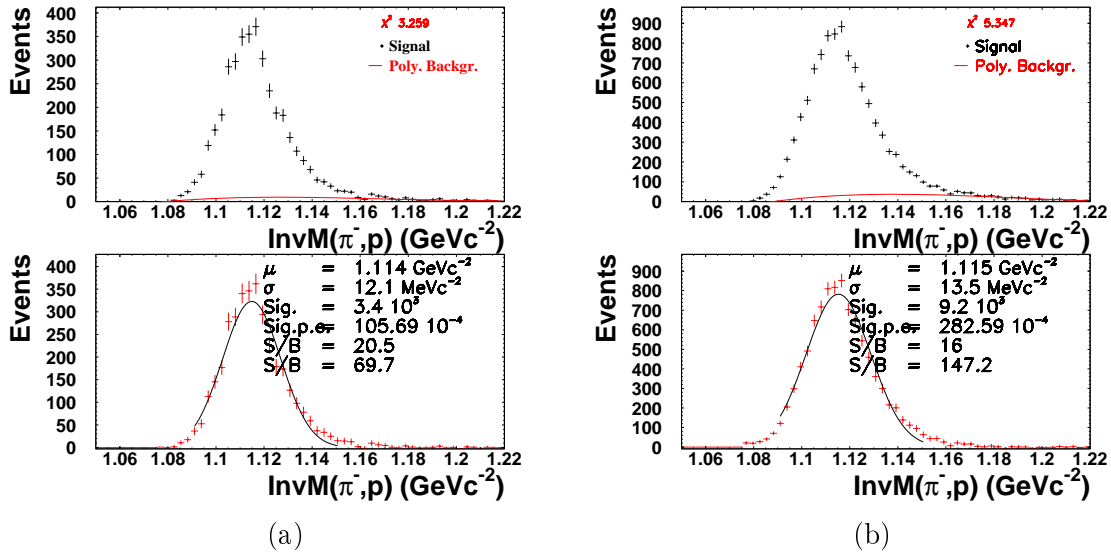 Events
400
350
300
250
200
150
100
50
0
χ² 3.259
Signal
Poly. Backgr.
1.06 1.08 1.1 1.12 1.14 1.16 1.18 1.2 1.22
InvM(π⁻,p) (GeVc⁻²)
Events
400
350
300
250
200
150
100
50
0
μ = 1.114 GeVc⁻²
σ = 12.1 MeVc⁻²
Sig. = 3.4 10³
Sig.p.e. = 105.69 10⁻⁴
S/B = 20.5
S/B = 69.7
1.06 1.08 1.1 1.12 1.14 1.16 1.18 1.2 1.22
InvM(π⁻,p) (GeVc⁻²)
(a)
Events
900
800
700
600
500
400
300
200
100
0
χ² 5.347
Signal
Poly. Backgr.
1.06 1.08 1.1 1.12 1.14 1.16 1.18 1.2 1.22
InvM(π⁻,p) (GeVc⁻²)
Events
900
800
700
600
500
400
300
200
100
0
μ = 1.115 GeVc⁻²
σ = 13.5 MeVc⁻²
Sig. = 9.2 10³
Sig.p.e. = 282.59 10⁻⁴
S/B = 16
S/B = 147.2
1.06 1.08 1.1 1.12 1.14 1.16 1.18 1.2 1.22
InvM(π⁻,p) (GeVc⁻²)
(b)